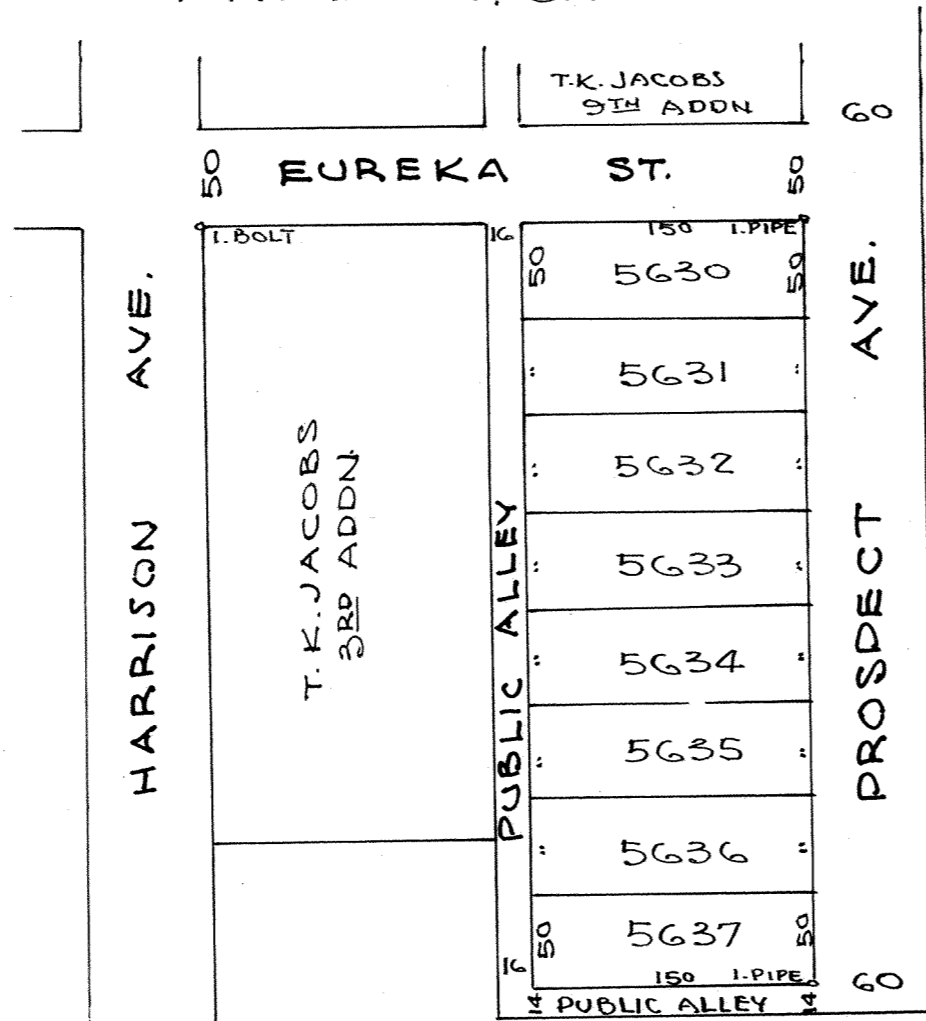 T.K. JACOBS
9TH ADDN
60
50
EUREKA ST.
50
I. BOLT
16
150 I.PIPE
50
5630
50
HARRISON AVE.
PROSDECT AVE.
" 5631 "
" 5632 "
T. K. JACOBS
3RD ADDN.
PUBLIC ALLEY
" 5633 "
" 5634 "
" 5635 "
" 5636 "
50 5637 50
16
150 I-PIPE
60
14 PUBLIC ALLEY 14